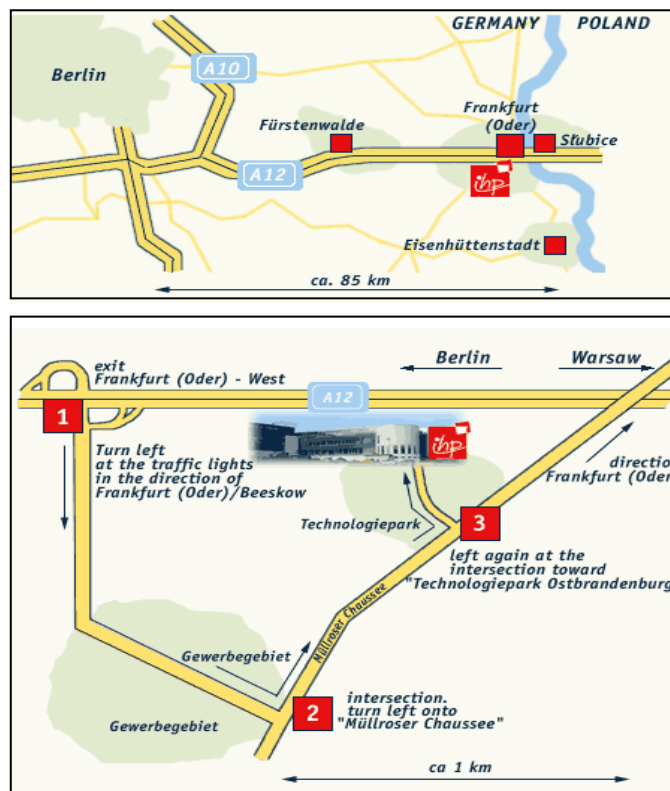 GERMANY POLAND
Berlin
A10
Fürstenwalde
Frankfurt
(Oder)
Słubice
A12
ihp
Eisenhüttenstadt
ca. 85 km
exit
Frankfurt (Oder) - West
Berlin
Warsaw
A12
1
ihp
Turn left
at the traffic lights
in the direction of
Frankfurt (Oder)/Beeskow
directio
Frankfurt (Oder
Technologiepark
3
left again at the
intersection toward
"Technologiepark Ostbrandenburg
Müllroser Chaussee
Gewerbegebiet
2
intersection.
turn left onto
"Müllroser Chaussee"
Gewerbegebiet
ca 1 km